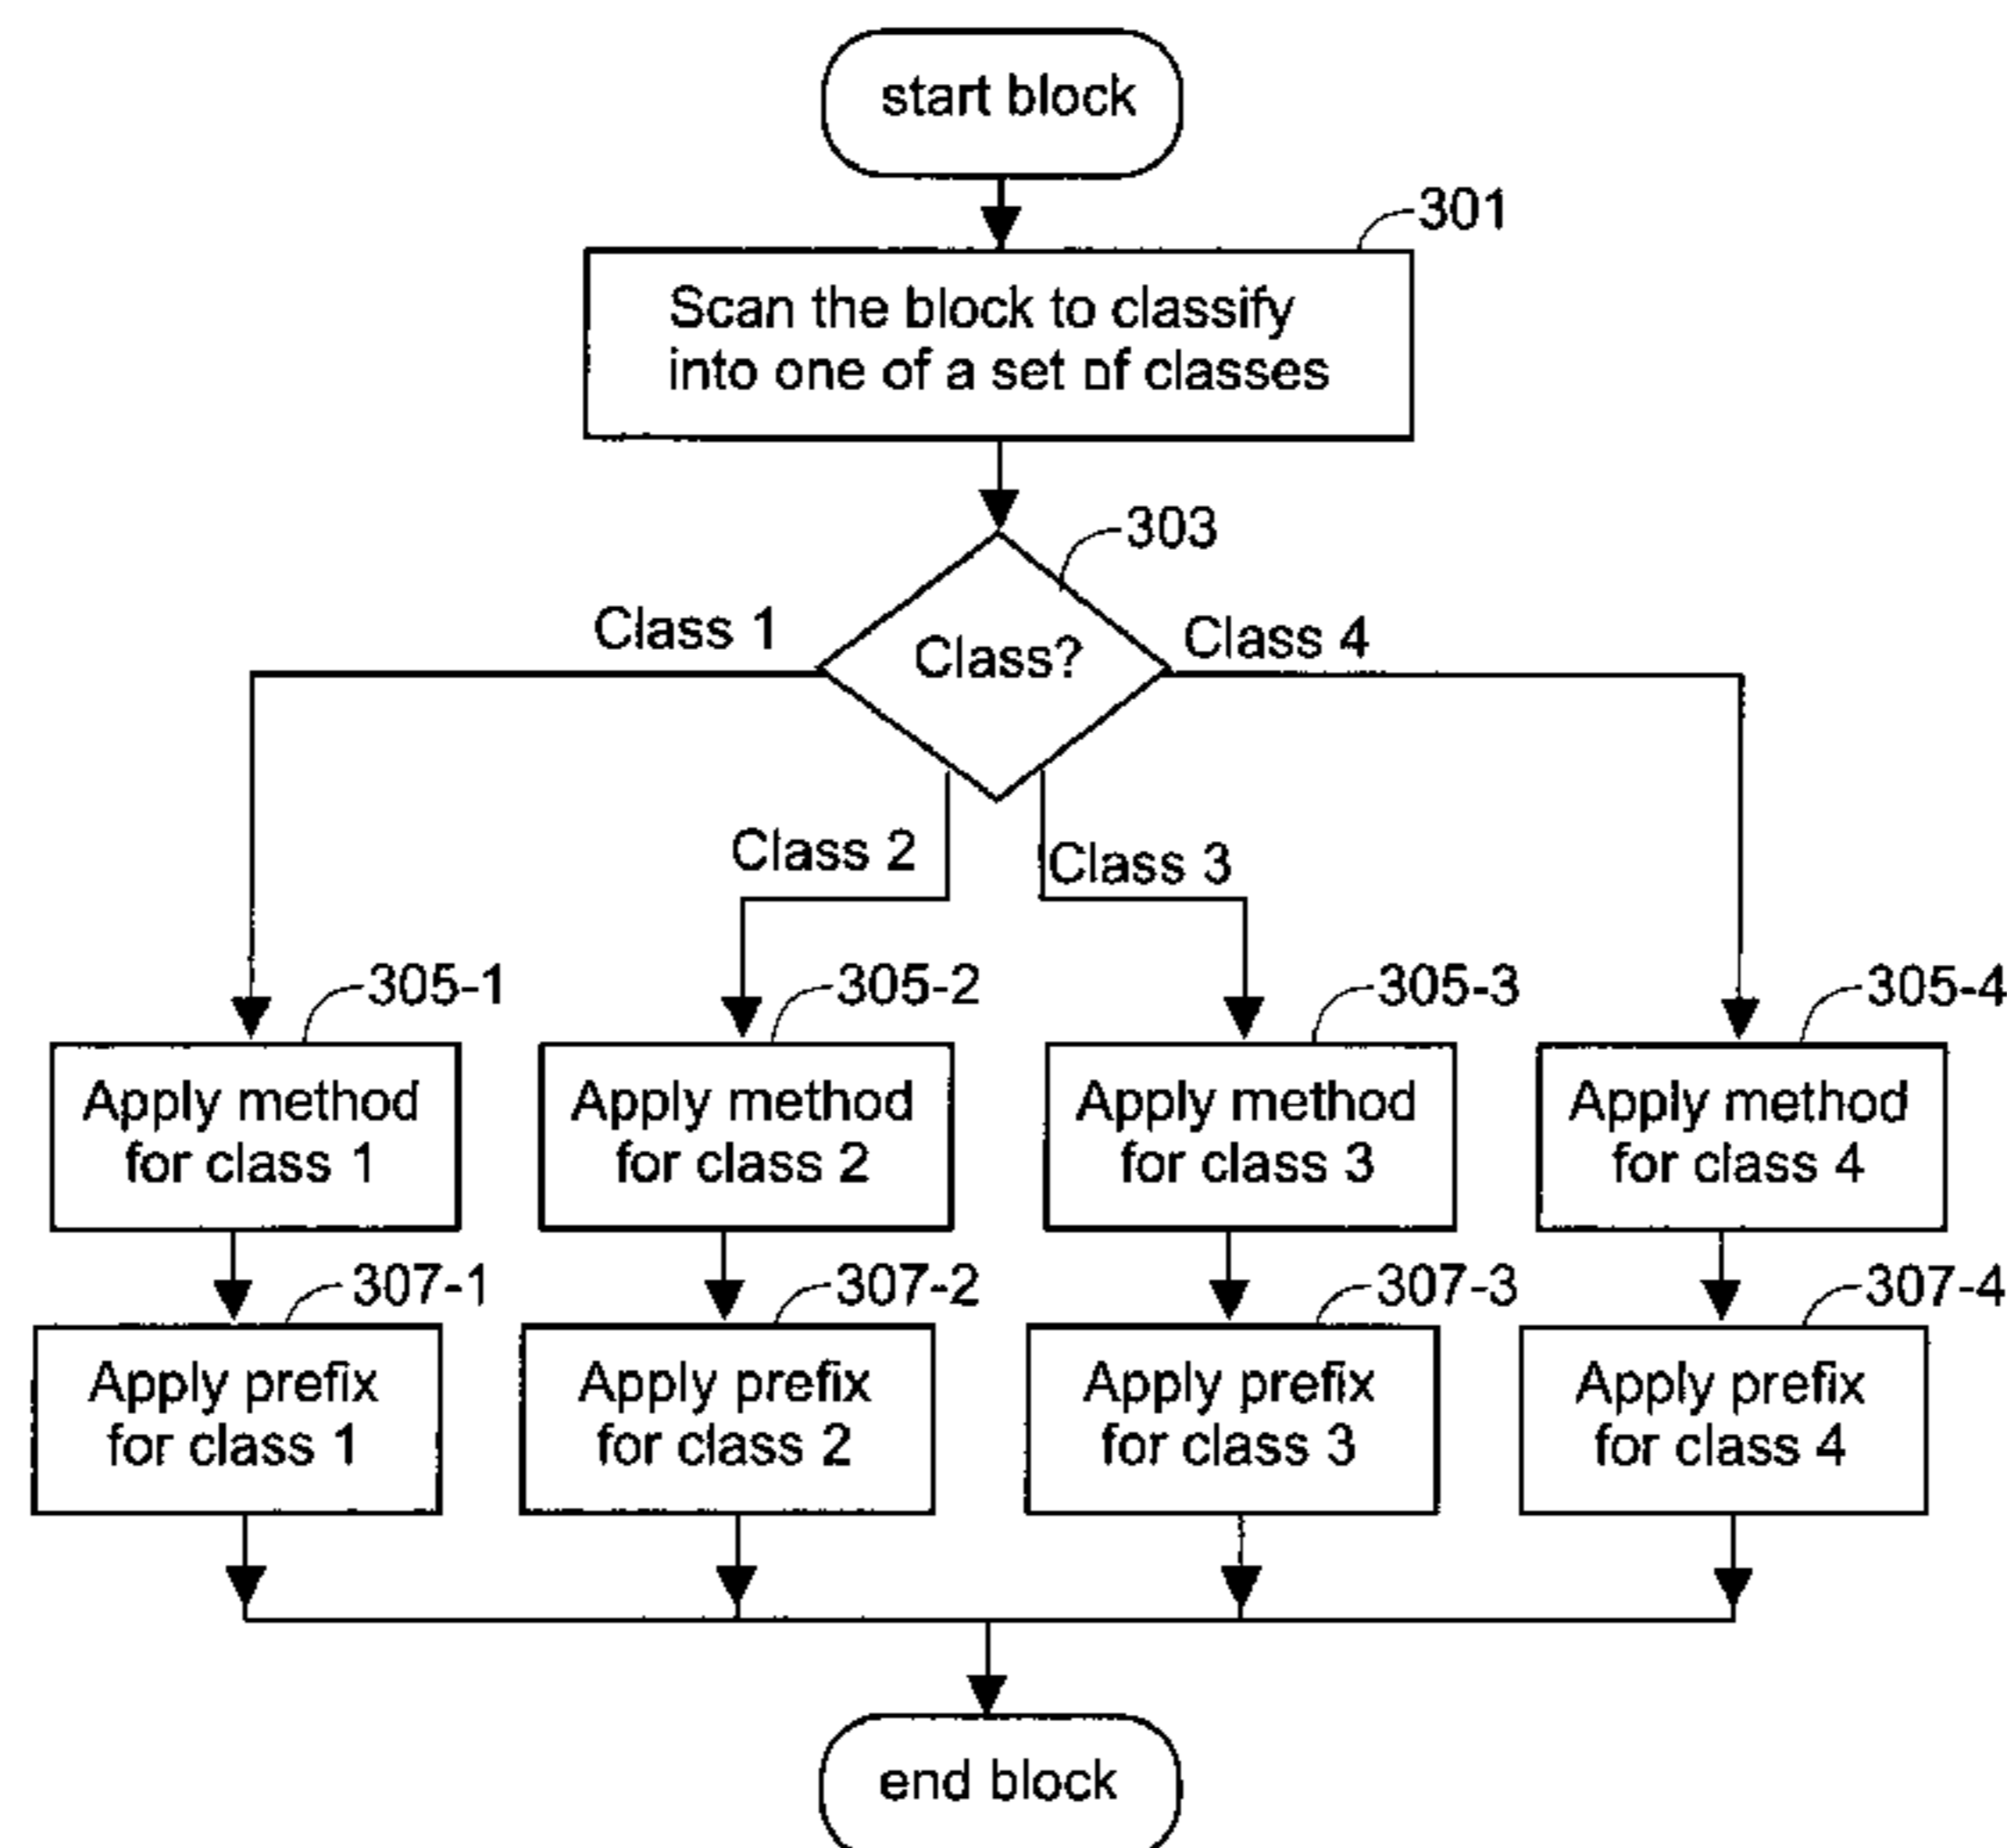 start block
301
Scan the block to classify
into one of a set of classes
303
Class 1
Class?
Class 4
Class 2
Class 3
305-1
305-2
305-3
305-4
Apply method
for class 1
Apply method
for class 2
Apply method
for class 3
Apply method
for class 4
307-1
307-2
307-3
307-4
Apply prefix
for class 1
Apply prefix
for class 2
Apply prefix
for class 3
Apply prefix
for class 4
end block